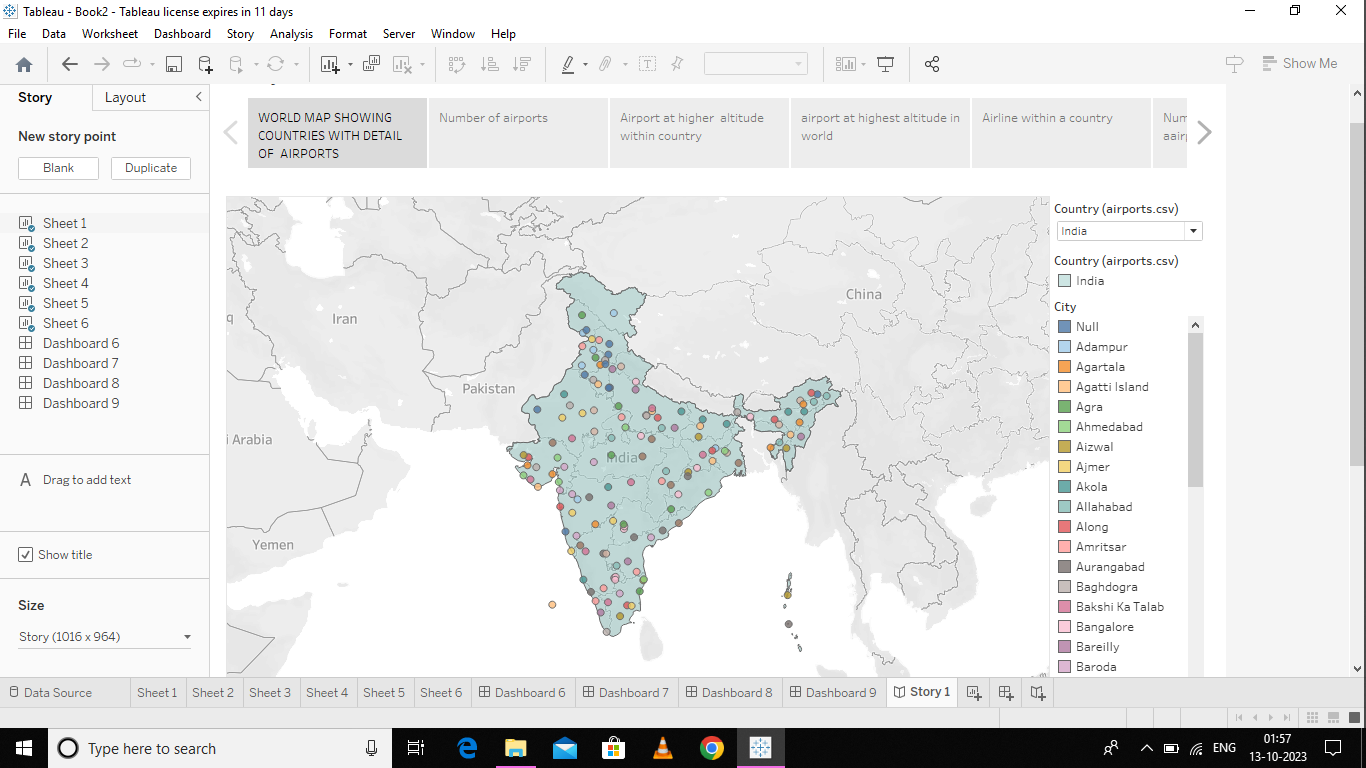 Tableau - Book2 - Tableau license expires in 11 days
File Data Worksheet Dashboard Story Analysis Format Server Window Help
Show Me
Story Layout
New story point
Blank Duplicate
Sheet 1
Sheet 2
Sheet 3
Sheet 4
Sheet 5
Sheet 6
Dashboard 6
Dashboard 7
Dashboard 8
Dashboard 9
A Drag to add text
Show title
Size
Story (1016 x 964)
WORLD MAP SHOWING
COUNTRIES WITH DETAIL
OF AIRPORTS
Number of airports
Airport at higher altitude
within country
airport at highest altitude in
world
Airline within a country
China
Iran
Pakistan
i Arabia
India
Yemen
Country (airports.csv)
India
Country (airports.csv)
India
City
Null
Adampur
Agartala
Agatti Island
Agra
Ahmedabad
Aizwal
Ajmer
Akola
Allahabad
Along
Amritsar
Aurangabad
Baghdogra
Bakshi Ka Talab
Bangalore
Bareilly
Baroda
Data Source Sheet 1 Sheet 2 Sheet 3 Sheet 4 Sheet 5 Sheet 6 Dashboard 6 Dashboard 7 Dashboard 8 Dashboard 9 Story 1
Type here to search
ENG
01:57
13-10-2023